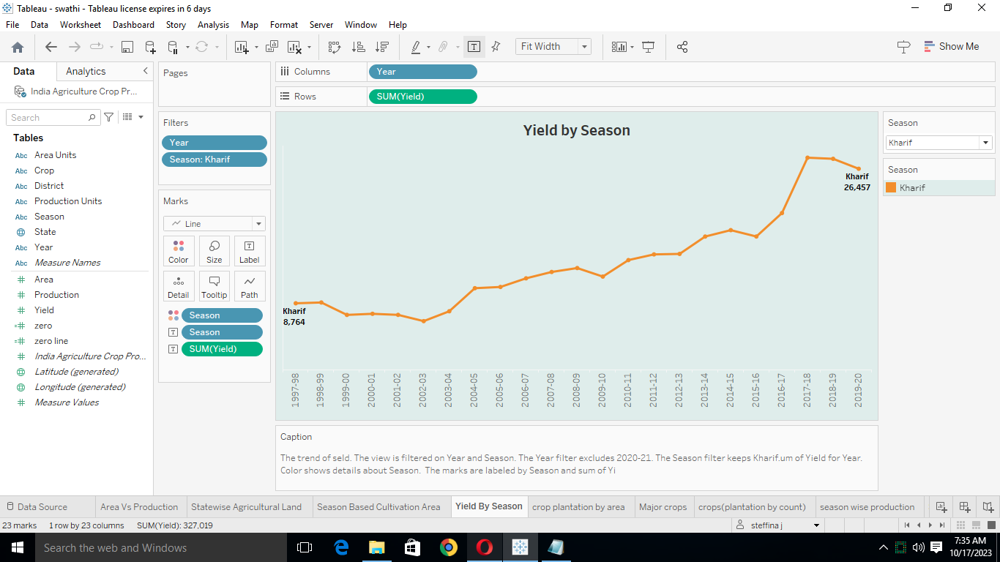 Tableau - swathi - Tableau license expires in 6 days
File Data Worksheet Dashboard Story Analysis Map Format Server Window Help
Fit Width
Show Me
Data Analytics
India Agriculture Crop Pr...
Search
Tables
Abc Area Units
Abc Crop
Abc District
Abc Production Units
Abc Season
State
Abc Year
Abc Measure Names
# Area
# Production
# Yield
=# zero
=# zero line
# India Agriculture Crop Pro...
Latitude (generated)
Longitude (generated)
# Measure Values
Pages
Filters
Year
Season: Kharif
Marks
Line
Color Size Label
Detail Tooltip Path
Season
T Season
T SUM(Yield)
Columns Year
Rows SUM(Yield)
Yield by Season
Kharif
26,457
Kharif
8,764
1997-98
1998-99
1999-00
2000-01
2001-02
2002-03
2003-04
2004-05
2005-06
2006-07
2007-08
2008-09
2009-10
2010-11
2011-12
2012-13
2013-14
2014-15
2015-16
2016-17
2017-18
2018-19
2019-20
Season
Kharif
Season
Kharif
Caption
The trend of seld. The view is filtered on Year and Season. The Year filter excludes 2020-21. The Season filter keeps Kharif.um of Yield for Year.
Color shows details about Season. The marks are labeled by Season and sum of Yi
Data Source Area Vs Production Statewise Agricultural Land Season Based Cultivation Area Yield By Season crop plantation by area Major crops crops(plantation by count) season wise production
23 marks 1 row by 23 columns SUM(Yield): 327,019 steffina j
Search the web and Windows
7:35 AM
10/17/2023